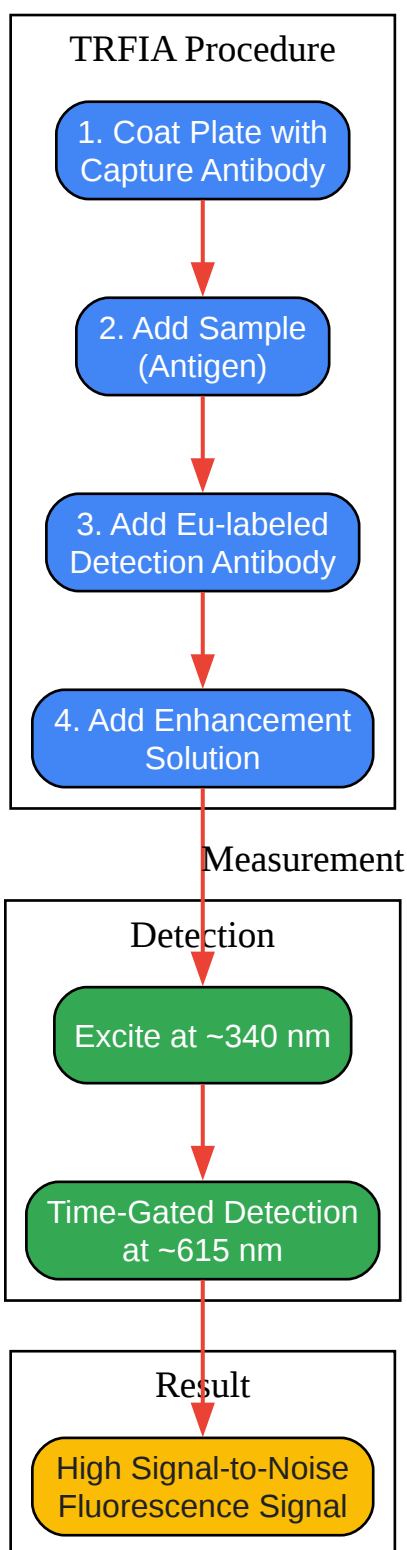 TRFIA Procedure
1. Coat Plate with
Capture Antibody
2. Add Sample
(Antigen)
3. Add Eu-labeled
Detection Antibody
4. Add Enhancement
Solution
Measurement
Detection
Excite at ~340 nm
Time-Gated Detection
at ~615 nm
Result
High Signal-to-Noise
Fluorescence Signal